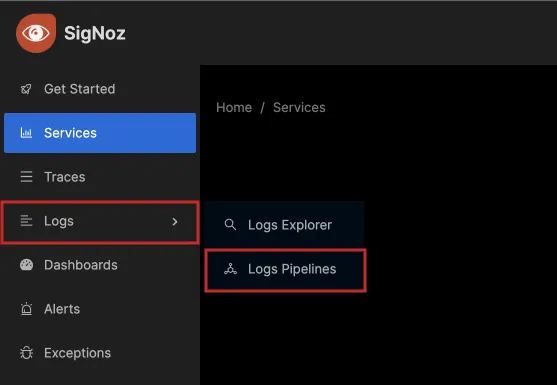 SigNoz
Get Started
Services
Traces
Logs
Dashboards
Alerts
Exceptions
Home / Services
Logs Explorer
Logs Pipelines